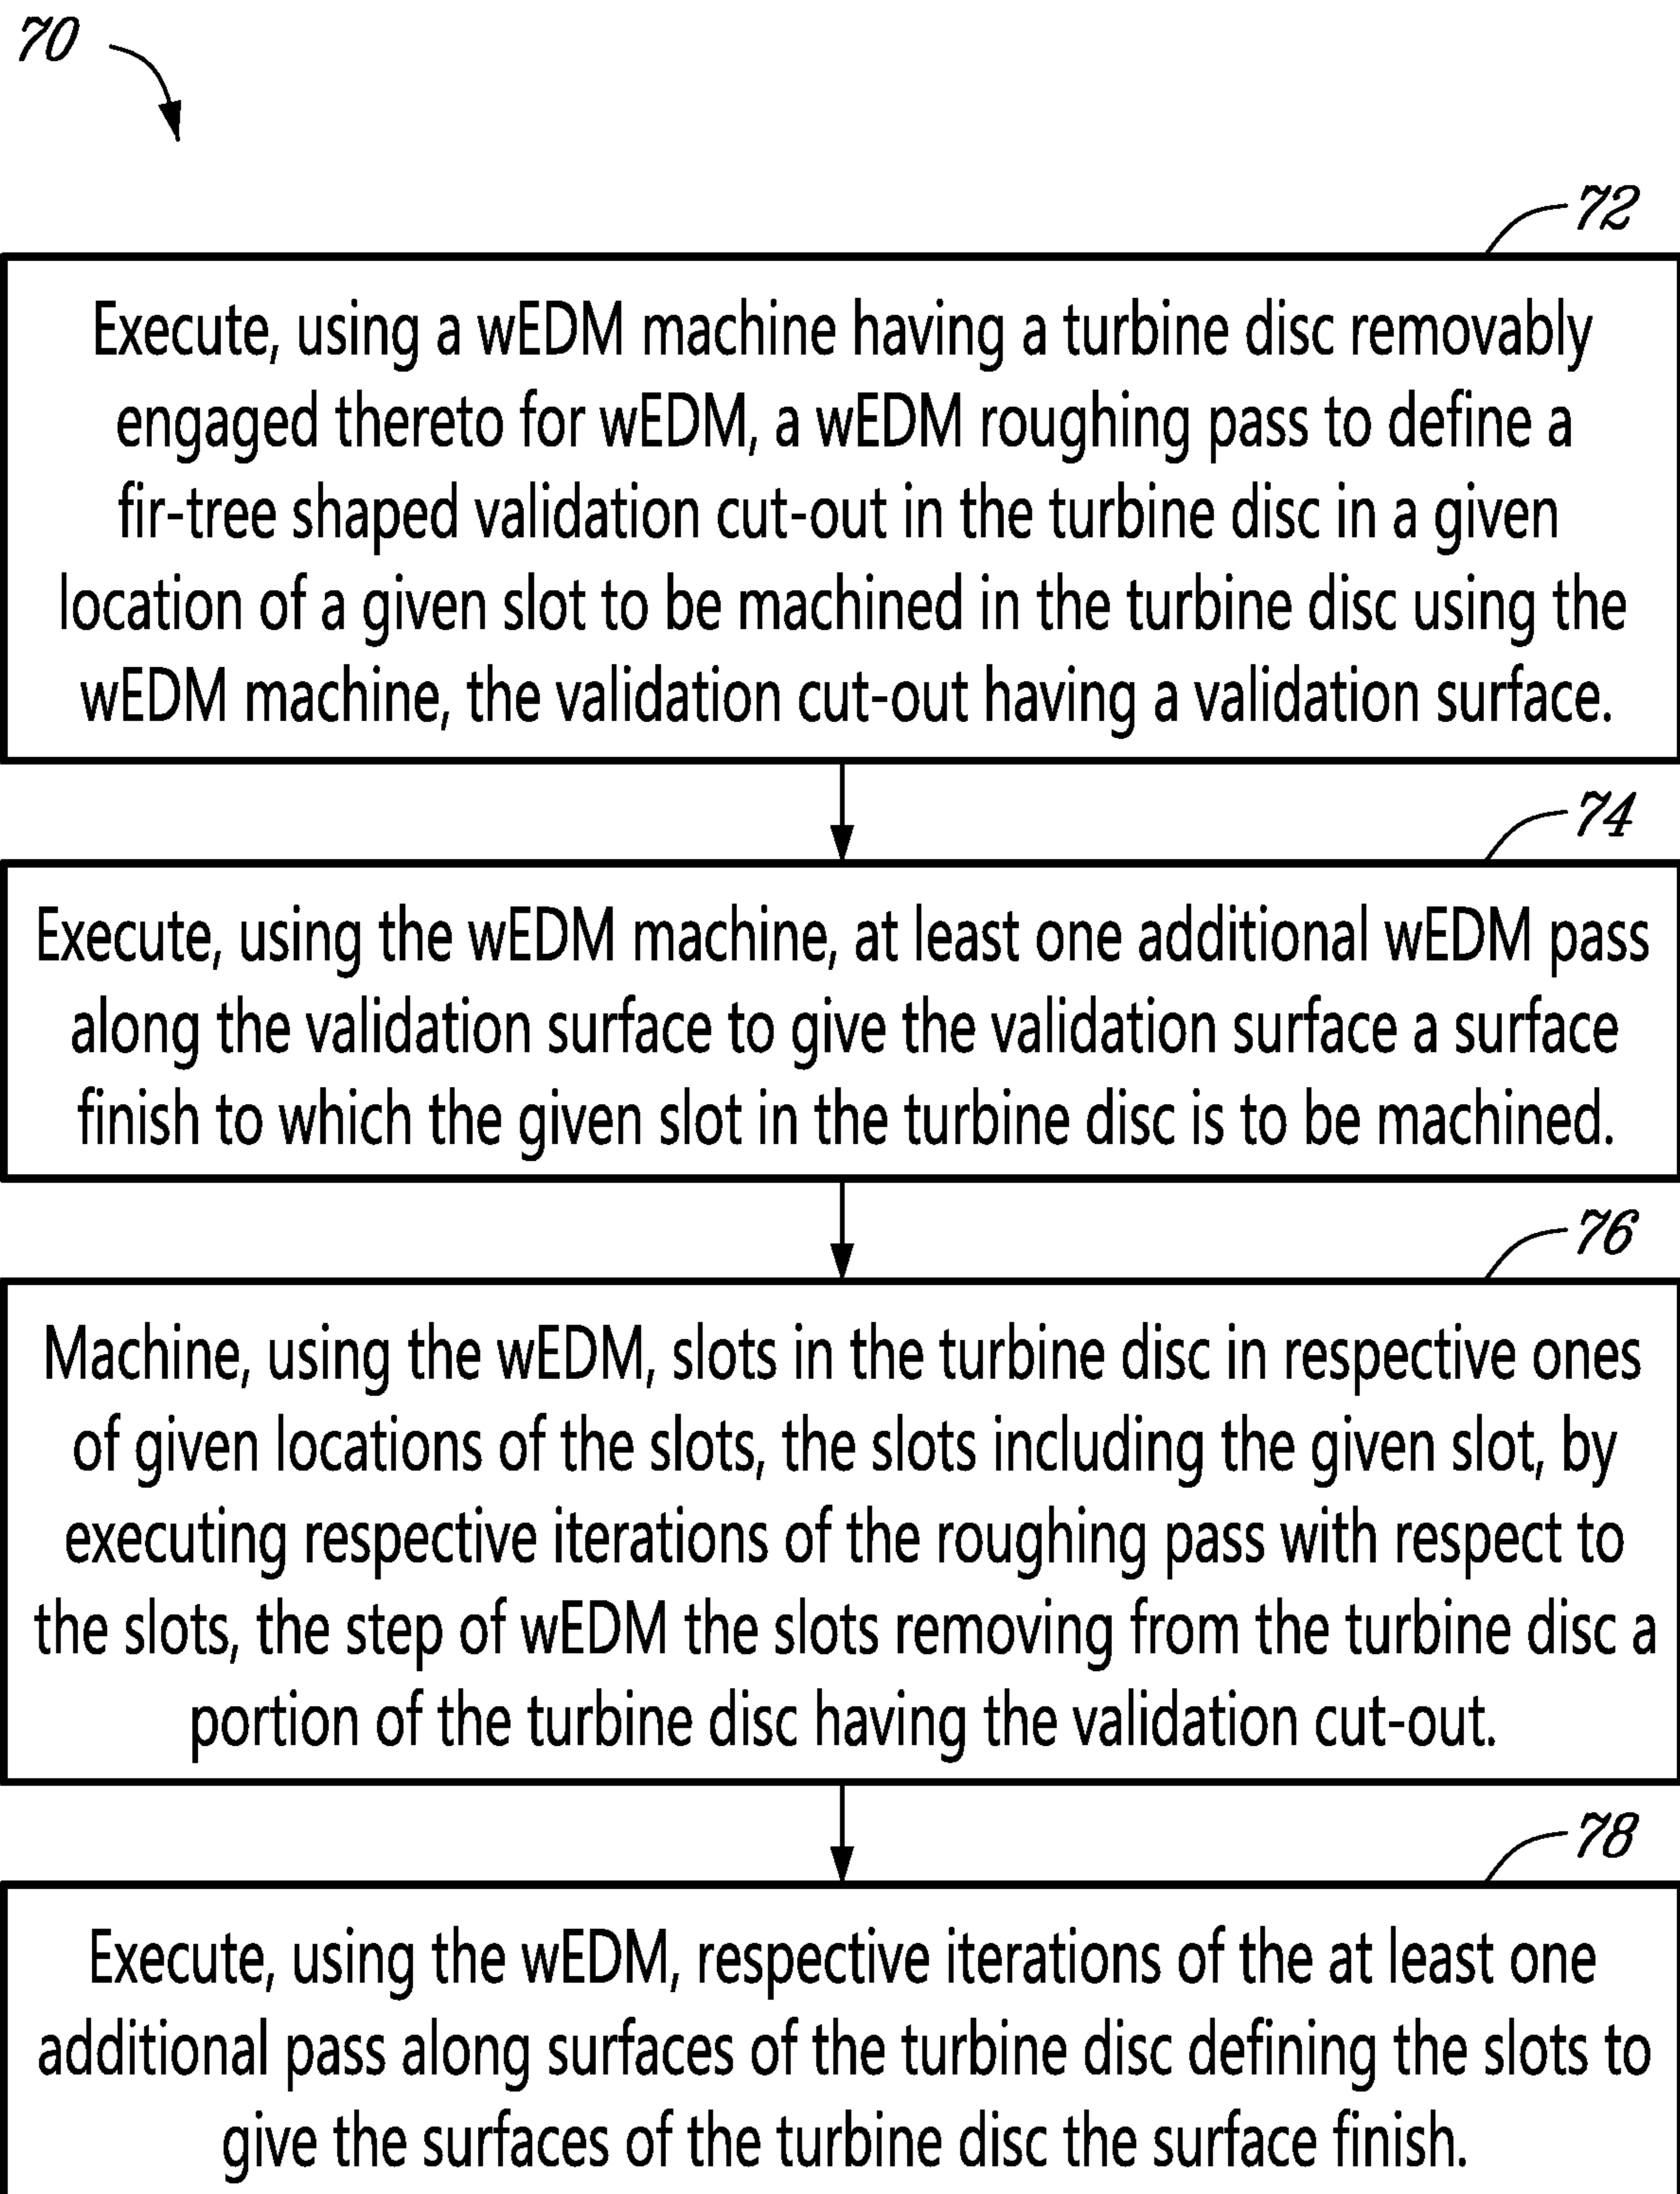 70
72
Execute, using a wEDM machine having a turbine disc removably
engaged thereto for wEDM, a wEDM roughing pass to define a
fir-tree shaped validation cut-out in the turbine disc in a given
location of a given slot to be machined in the turbine disc using the
wEDM machine, the validation cut-out having a validation surface.
74
Execute, using the wEDM machine, at least one additional wEDM pass
along the validation surface to give the validation surface a surface
finish to which the given slot in the turbine disc is to be machined.
76
Machine, using the wEDM, slots in the turbine disc in respective ones
of given locations of the slots, the slots including the given slot, by
executing respective iterations of the roughing pass with respect to
the slots, the step of wEDM the slots removing from the turbine disc a
portion of the turbine disc having the validation cut-out.
78
Execute, using the wEDM, respective iterations of the at least one
additional pass along surfaces of the turbine disc defining the slots to
give the surfaces of the turbine disc the surface finish.